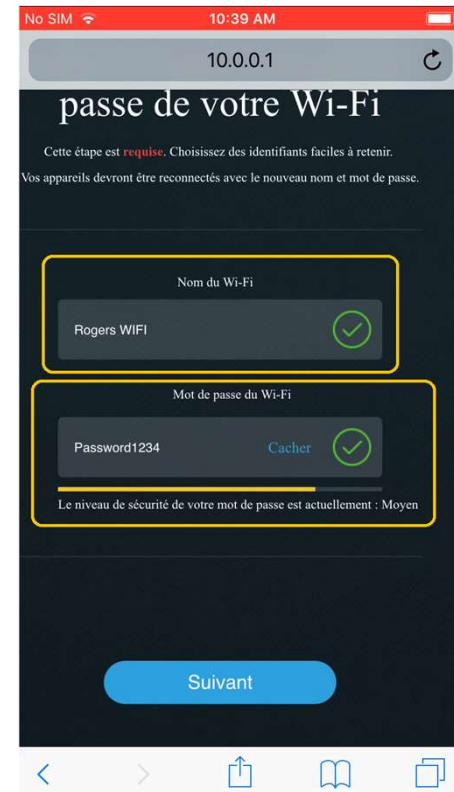 No SIM 10:39 AM
10.0.0.1
passe de votre Wi-Fi
Cette étape est requise. Choisissez des identifiants faciles à retenir.
Vos appareils devront être reconnectés avec le nouveau nom et mot de passe.
Nom du Wi-Fi
Rogers WIFI
Mot de passe du Wi-Fi
Password1234 Cacher
Le niveau de sécurité de votre mot de passe est actuellement : Moyen
Suivant